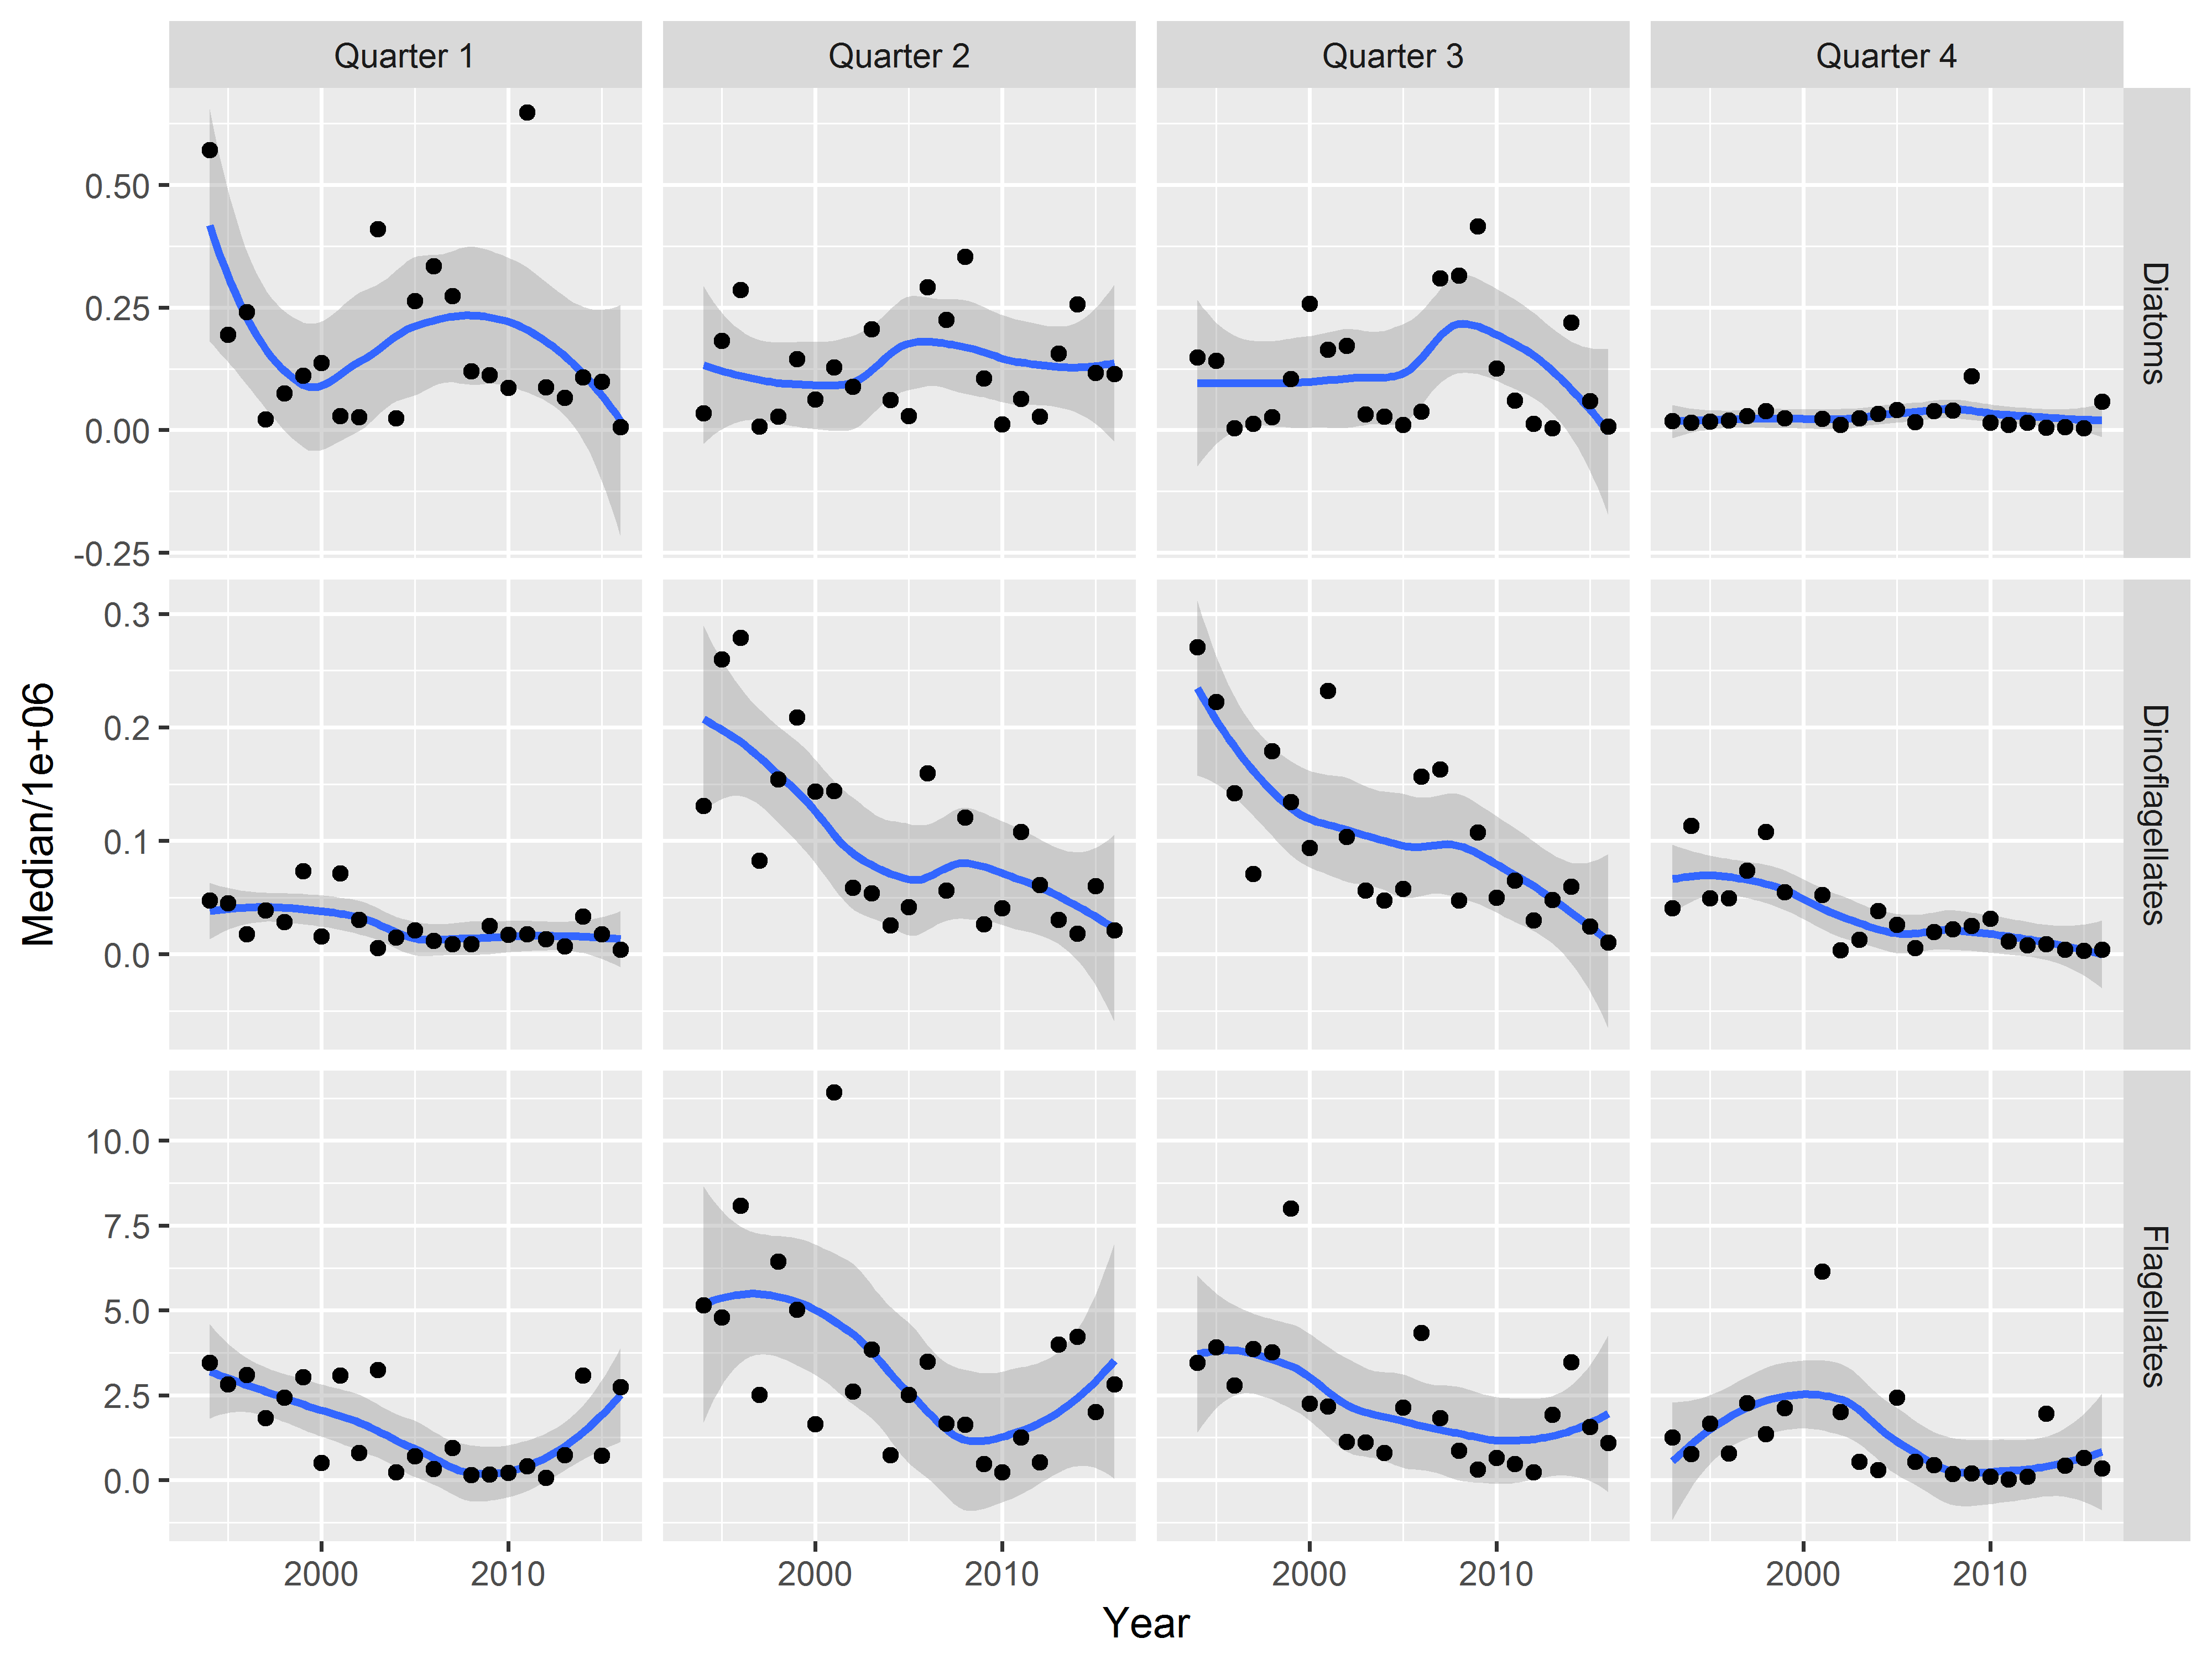 Quarter 1 Quarter 2 Quarter 3 Quarter 4
0.50
0.25
0.00
-0.25
Diatoms
0.3
0.2
0.1
0.0
Dinoflagellates
10.0
7.5
5.0
2.5
0.0
Flagellates
Median/1e+06
2000 2010 2000 2010 2000 2010 2000 2010
Year